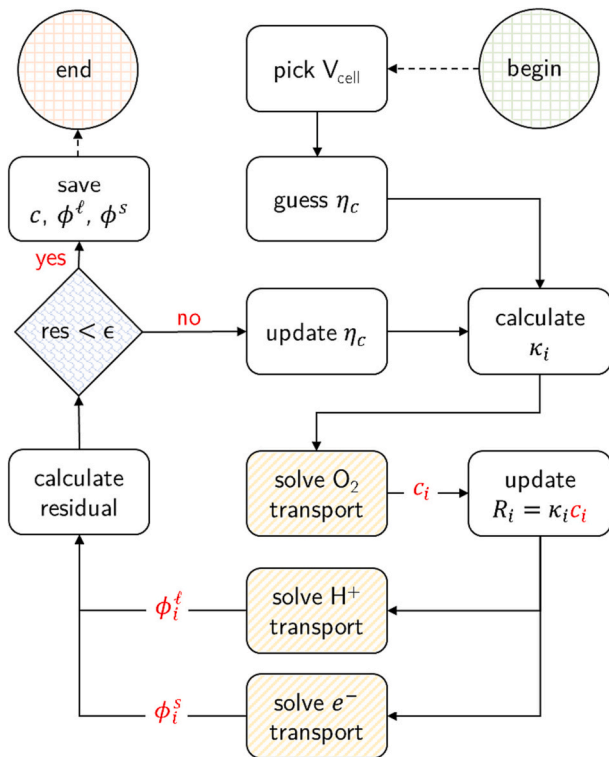 end
pick V_cell
begin
save
c, ϕ^ℓ, ϕ^s
guess η_c
yes
res < ϵ
no
update η_c
calculate
κ_i
calculate
residual
solve O₂
transport
c_i
update
R_i = κ_i c_i
ϕ_i^ℓ
solve H⁺
transport
ϕ_i^s
solve e⁻
transport